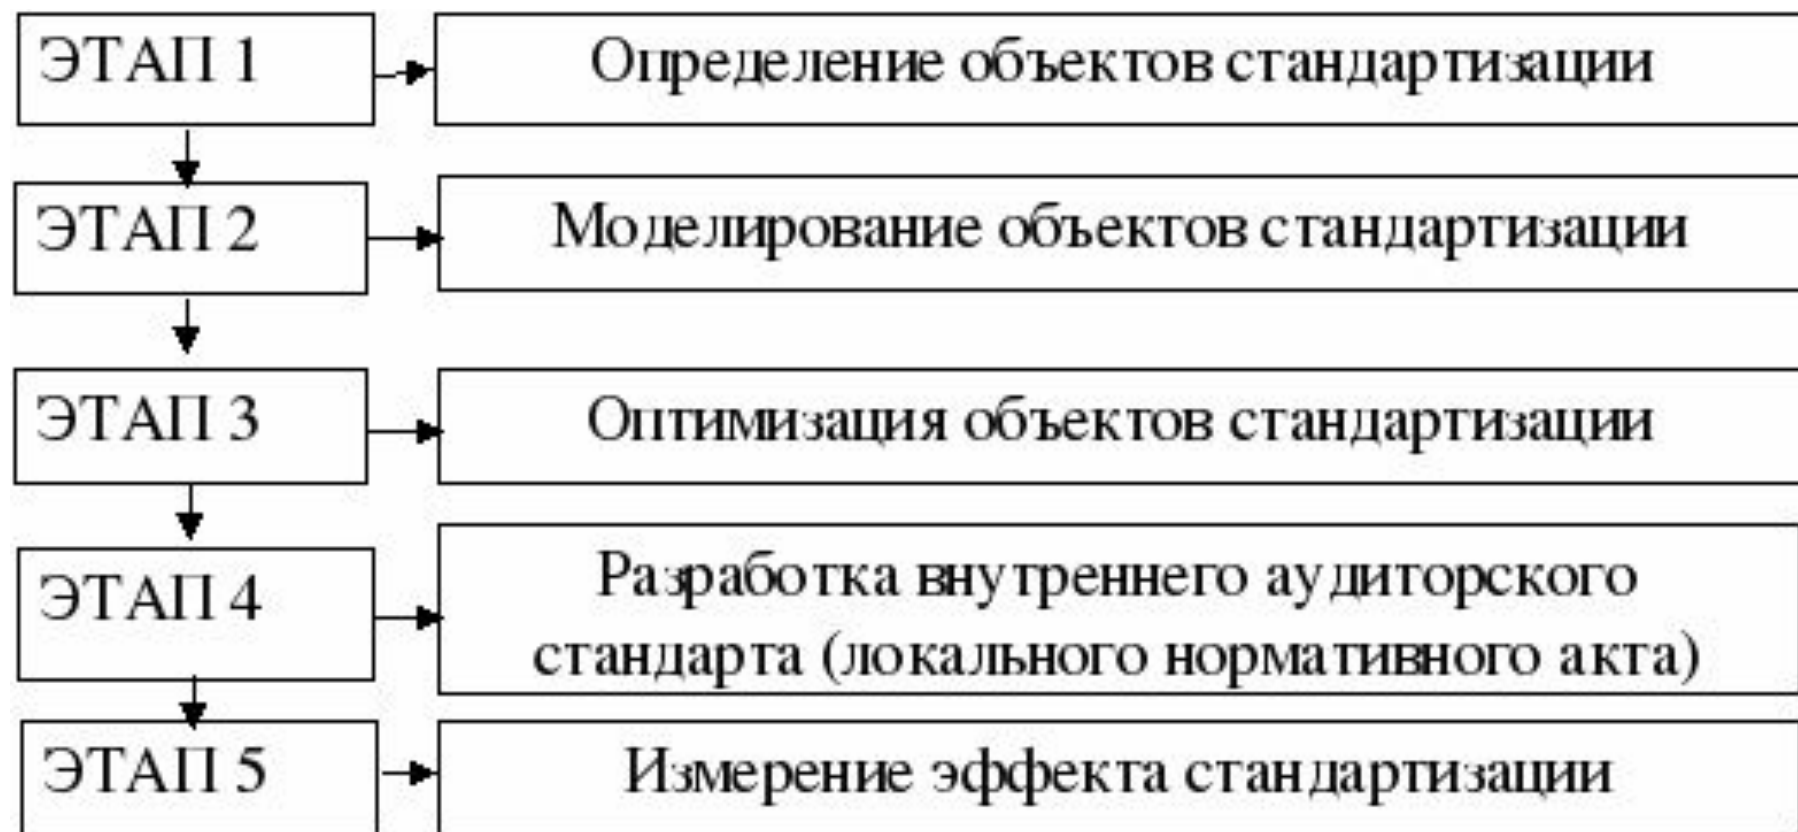 ЭТАП 1
Определение объектов стандартизации
ЭТАП 2
Моделирование объектов стандартизации
ЭТАП 3
Оптимизация объектов стандартизации
ЭТАП 4
Разработка внутреннего аудиторского
стандарта (локального нормативного акта)
ЭТАП 5
Измерение эффекта стандартизации